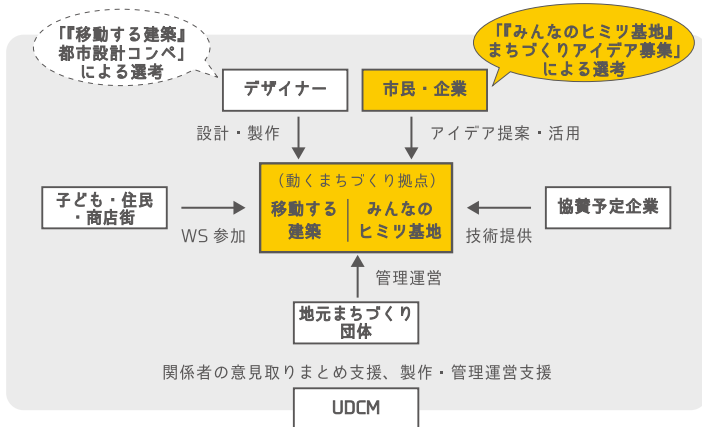 「『移動する建築』
都市設計コンペ」
による選考
「『みんなのヒミツ基地』
まちづくりアイデア募集」
による選考
デザイナー
市民・企業
設計・製作
アイデア提案・活用
（動くまちづくり拠点）
移動する
建築
みんなの
ヒミツ基地
子ども・住民
・商店街
WS 参加
協賛予定企業
技術提供
管理運営
地元まちづくり
団体
関係者の意見取りまとめ支援、製作・管理運営支援
UDCM